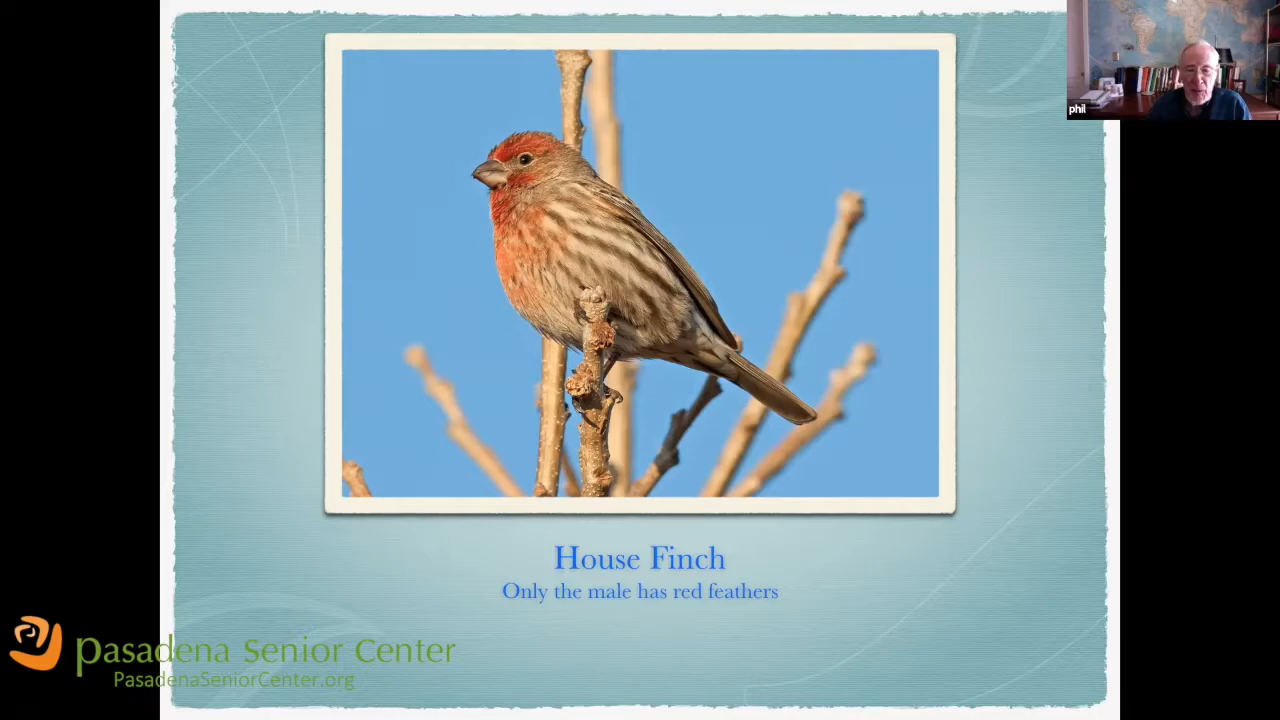 phil
House Finch
Only the male has red feathers
pasadena Senior Center
PasadenaSeniorCenter.org